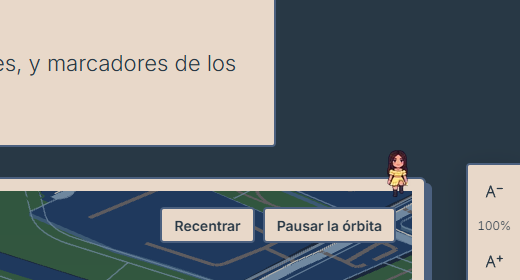 es, y marcadores de los
Recentrar
Pausar la órbita
A⁻
100%
A⁺